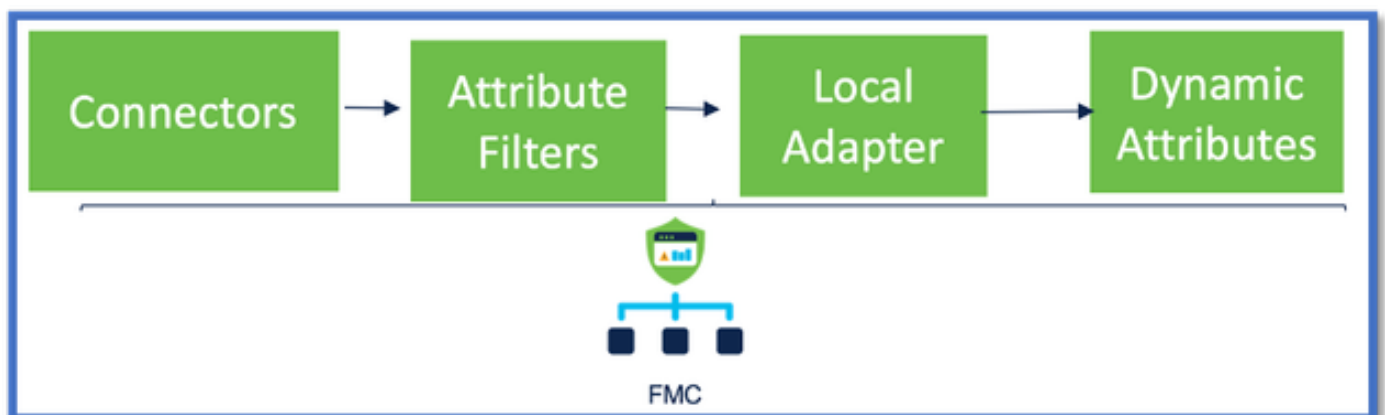 Connectors
Attribute
Filters
Local
Adapter
Dynamic
Attributes
FMC